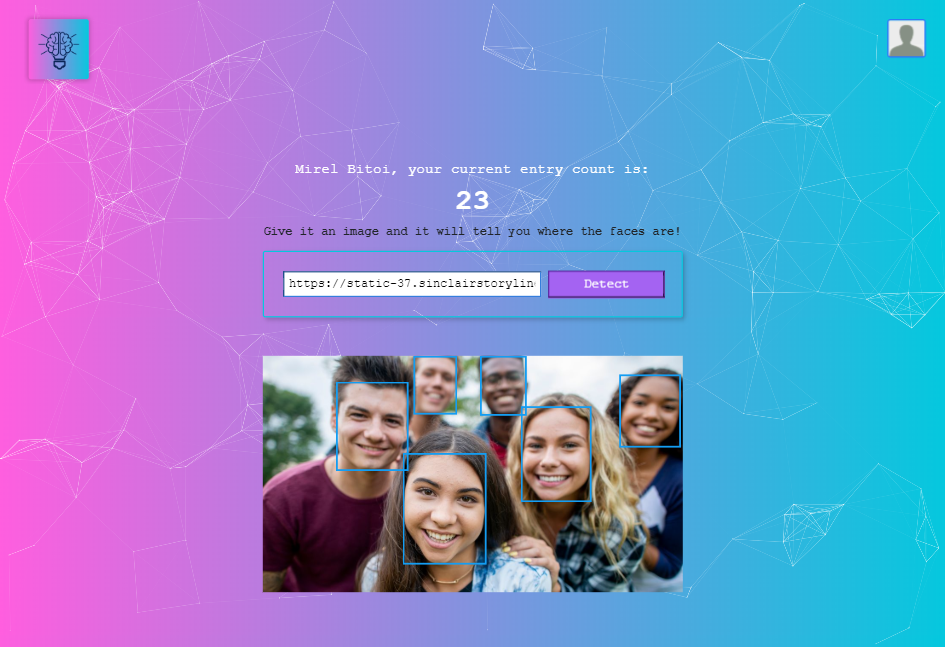 Mirel Bitoi, your current entry count is:
23
Give it an image and it will tell you where the faces are!
https://static-37.sinclairstorylin
Detect